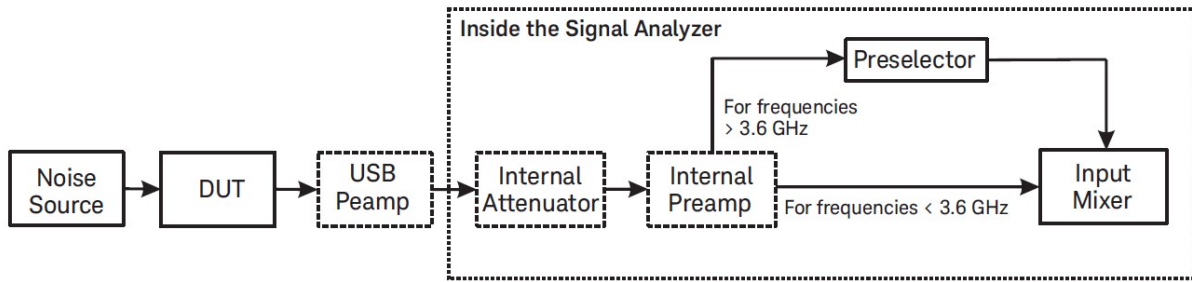 Inside the Signal Analyzer
Preselector
For frequencies
> 3.6 GHz
Noise
Source
DUT
USB
Peamp
Internal
Attenuator
Internal
Preamp
For frequencies < 3.6 GHz
Input
Mixer